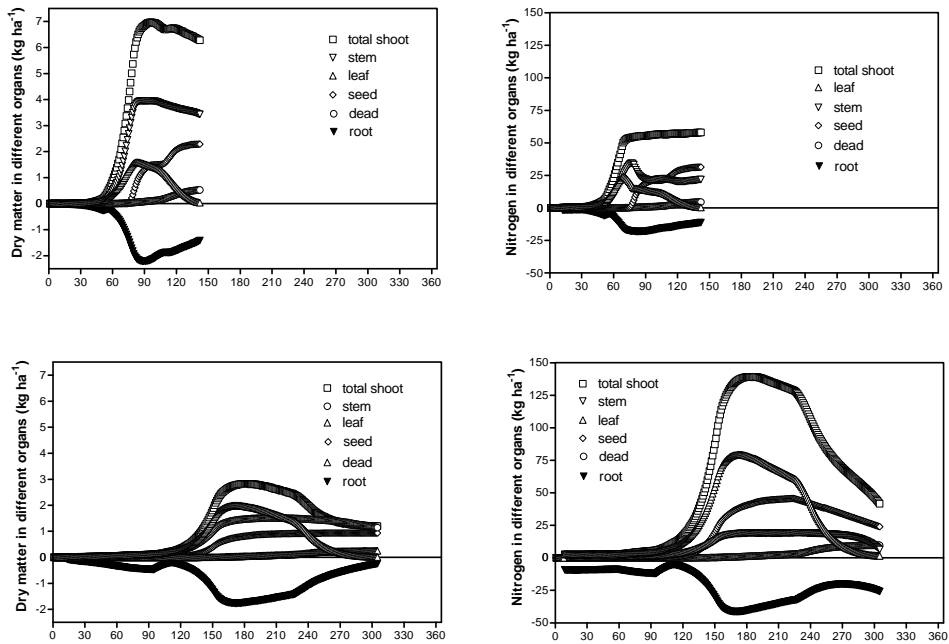 Dry matter in different organs (kg ha-1)
7
6
5
4
3
2
1
0
-1
-2
total shoot
stem
leaf
seed
dead
root
0 30 60 90 120 150 180 210 240 270 300 330 360
Nitrogen in different organs (kg ha-1)
150
125
100
75
50
25
0
-25
-50
total shoot
leaf
stem
seed
dead
root
0 30 60 90 120 150 180 210 240 270 300 330 360
Dry matter in different organs (kg ha-1)
7
6
5
4
3
2
1
0
-1
-2
total shoot
stem
leaf
seed
dead
root
0 30 60 90 120 150 180 210 240 270 300 330 360
Nitrogen in different organs (kg ha-1)
150
125
100
75
50
25
0
-25
-50
total shoot
stem
leaf
seed
dead
root
0 30 60 90 120 150 180 210 240 270 300 330 360